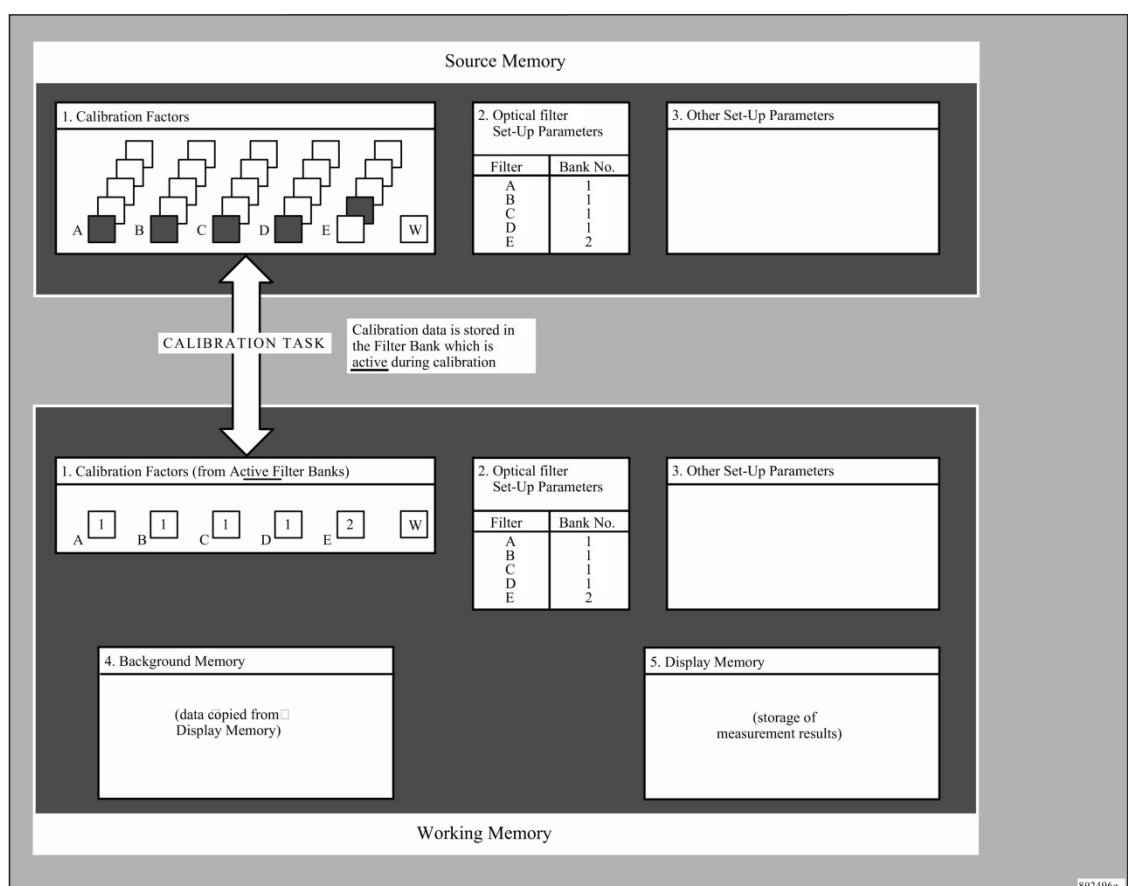 Source Memory
1. Calibration Factors
A B C D E W
2. Optical filter
Set-Up Parameters
Filter Bank No.
A 1
B 1
C 1
D 1
E 2
3. Other Set-Up Parameters
CALIBRATION TASK
Calibration data is stored in
the Filter Bank which is
active during calibration
1. Calibration Factors (from Active Filter Banks)
A 1 B 1 C 1 D 1 E 2 W
2. Optical filter
Set-Up Parameters
Filter Bank No.
A 1
B 1
C 1
D 1
E 2
3. Other Set-Up Parameters
4. Background Memory
(data copied from
Display Memory)
5. Display Memory
(storage of
measurement results)
Working Memory
892496e